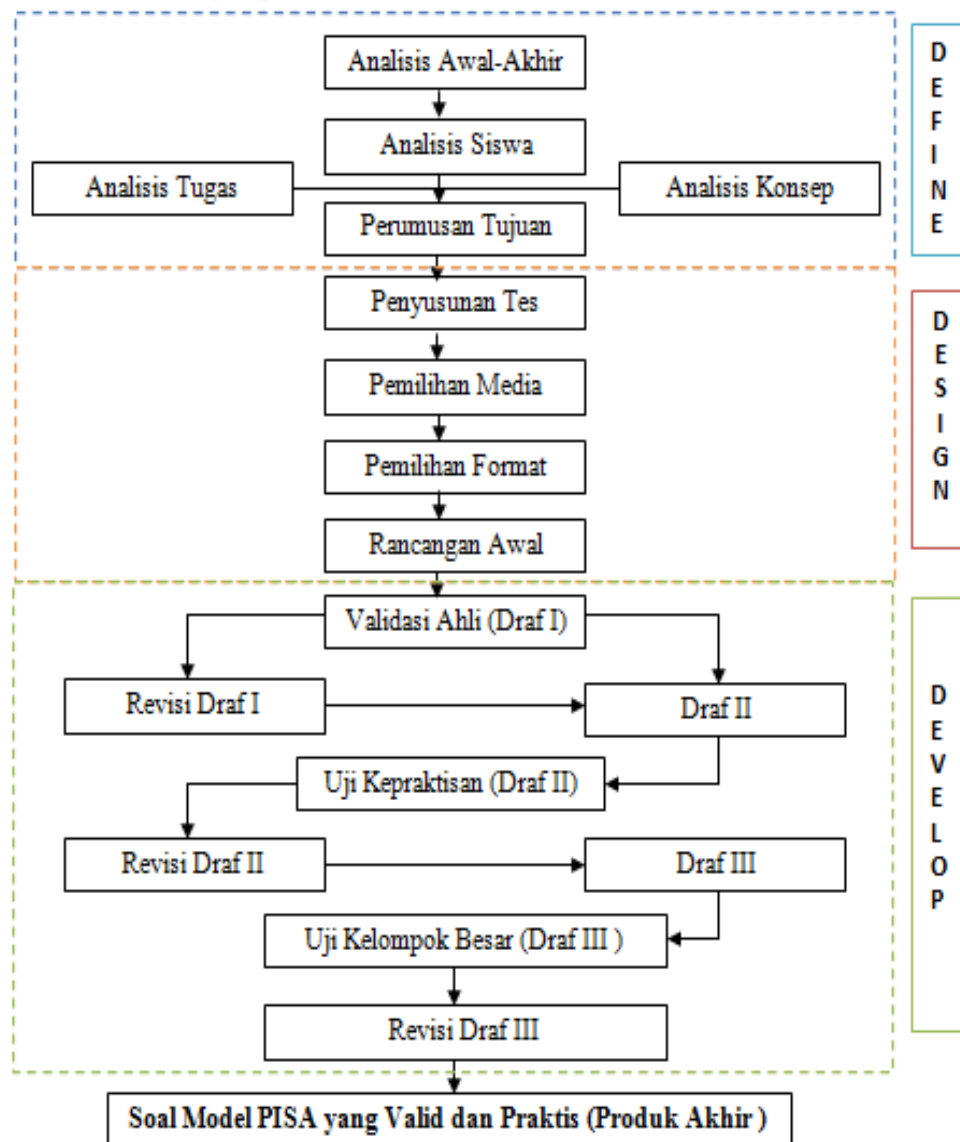 Analisis Awal-Akhir
Analisis Siswa
Analisis Tugas
Analisis Konsep
Perumusan Tujuan
D
E
F
I
N
E
Penyusunan Tes
Pemilihan Media
Pemilihan Format
Rancangan Awal
D
E
S
I
G
N
Validasi Ahli (Draf I)
Revisi Draf I
Draf II
Uji Kepraktisan (Draf II)
Revisi Draf II
Draf III
Uji Kelompok Besar (Draf III )
Revisi Draf III
D
E
V
E
L
O
P
Soal Model PISA yang Valid dan Praktis (Produk Akhir )